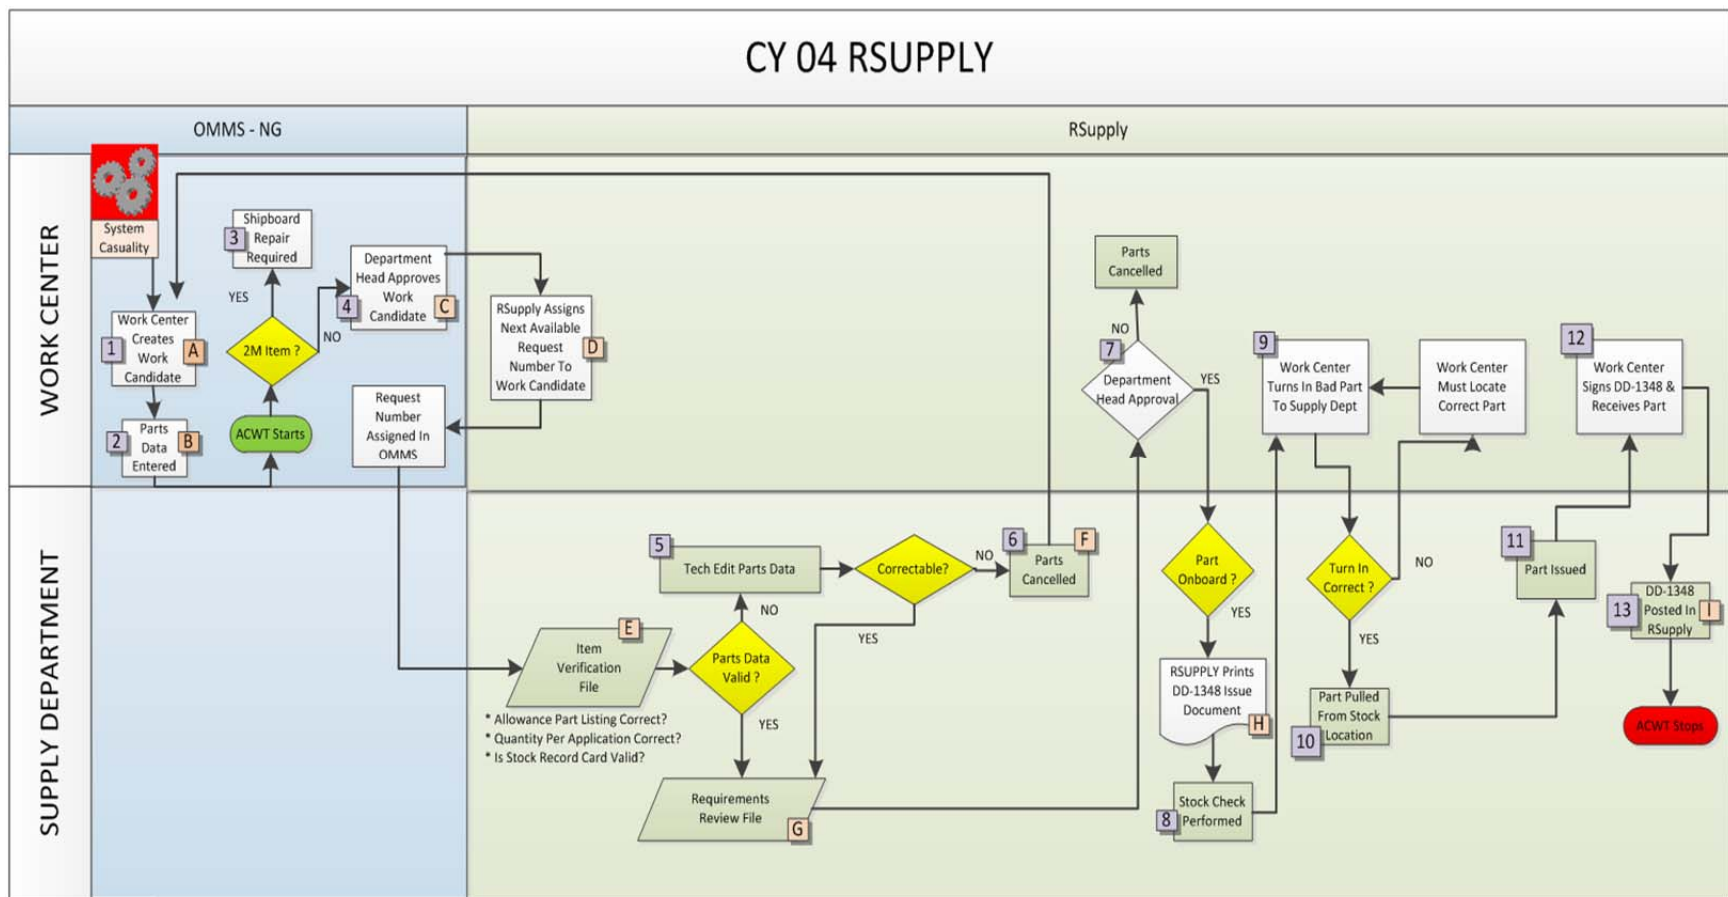 CY 04 RSUPPLY
OMMS - NG
RSupply
WORK CENTER
System
Casualty
Shipboard
Repair
Required
3
YES
2M Item ?
NO
Department
Head Approves
Work
Candidate
4
C
Work Center
Creates
Work
Candidate
1
A
Parts
Data
Entered
2
B
ACWT Starts
RSupply Assigns
Next Available
Request
Number To
Work Candidate
D
Request
Number
Assigned In
OMMS
Parts
Cancelled
NO
7
Department
Head Approval
YES
9
Work Center
Turns In Bad Part
To Supply Dept
Work Center
Must Locate
Correct Part
12
Work Center
Signs DD-1348 &
Receives Part
SUPPLY DEPARTMENT
5
Tech Edit Parts Data
Correctable?
NO
6
F
Parts
Cancelled
YES
NO
E
Item
Verification
File
Parts Data
Valid ?
YES
* Allowance Part Listing Correct?
* Quantity Per Application Correct?
* Is Stock Record Card Valid?
Requirements
Review File
G
Part
Onboard ?
YES
RSUPPLY Prints
DD-1348 Issue
Document
H
Stock Check
Performed
8
Turn In
Correct ?
NO
YES
Part Pulled
From Stock
Location
10
11
Part Issued
DD-1348
Posted In
RSupply
13
I
ACWT Stops